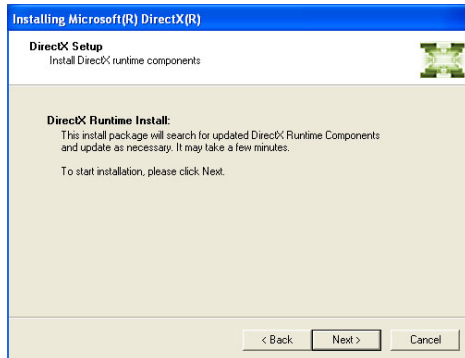 Installing Microsoft(R) DirectX(R)
DirectX Setup
Install DirectX runtime components
DirectX Runtime Install:
This install package will search for updated DirectX Runtime Components
and update as necessary. It may take a few minutes.
To start installation, please click Next.
< Back Next > Cancel